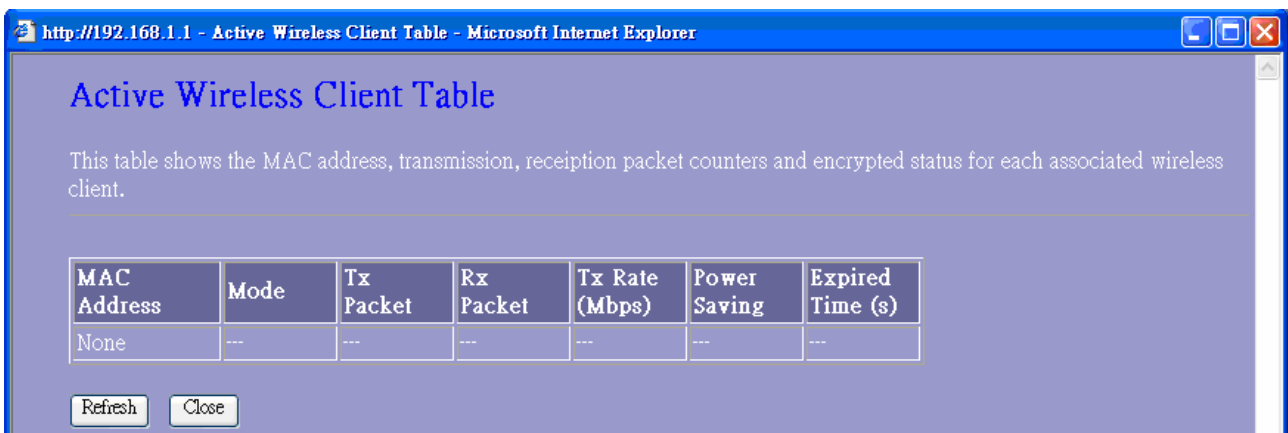 http://192.168.1.1 - Active Wireless Client Table - Microsoft Internet Explorer
Active Wireless Client Table
This table shows the MAC address, transmission, receiption packet counters and encrypted status for each associated wireless
client.
MAC Address Mode Tx Packet Rx Packet Tx Rate (Mbps) Power Saving Expired Time (s)
None --- --- --- --- --- ---
Refresh Close